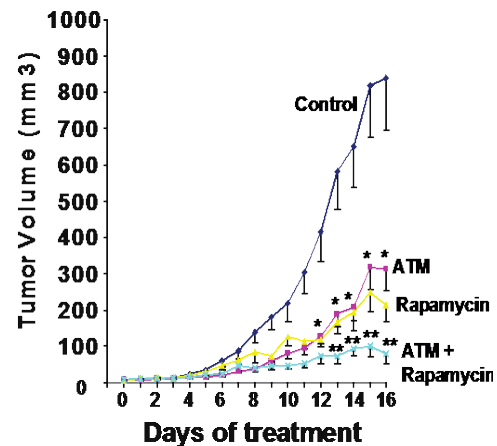 Tumor Volume (mm3)
1000
900
800
700
600
500
400
300
200
100
0
Control
* *
ATM
* *
*
Rapamycin
** ** ** **
ATM +
Rapamycin
0 2 4 6 8 10 12 14 16
Days of treatment